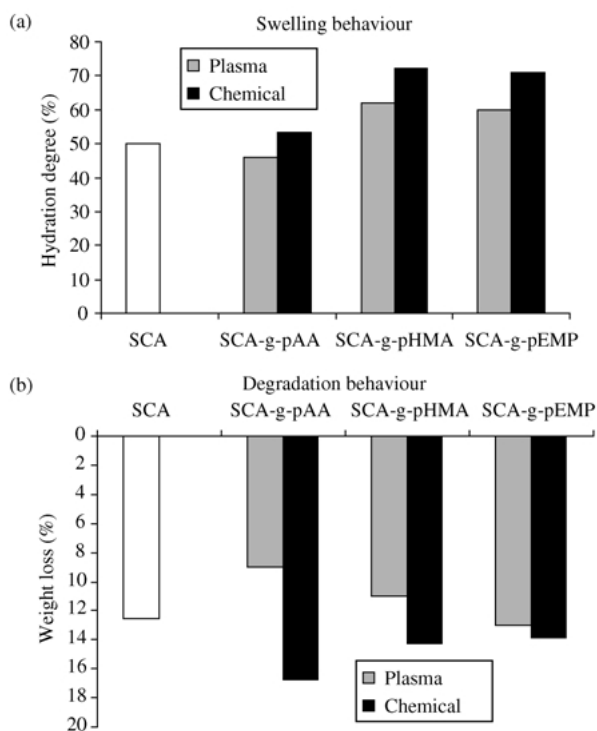 (a)
Swelling behaviour
Hydration degree (%)
80
70
60
50
40
30
20
10
0
Plasma
Chemical
SCA
SCA-g-pAA
SCA-g-pHMA
SCA-g-pEMP
(b)
Degradation behaviour
SCA
SCA-g-pAA
SCA-g-pHMA
SCA-g-pEMP
Weight loss (%)
0
2
4
6
8
10
12
14
16
18
20
Plasma
Chemical